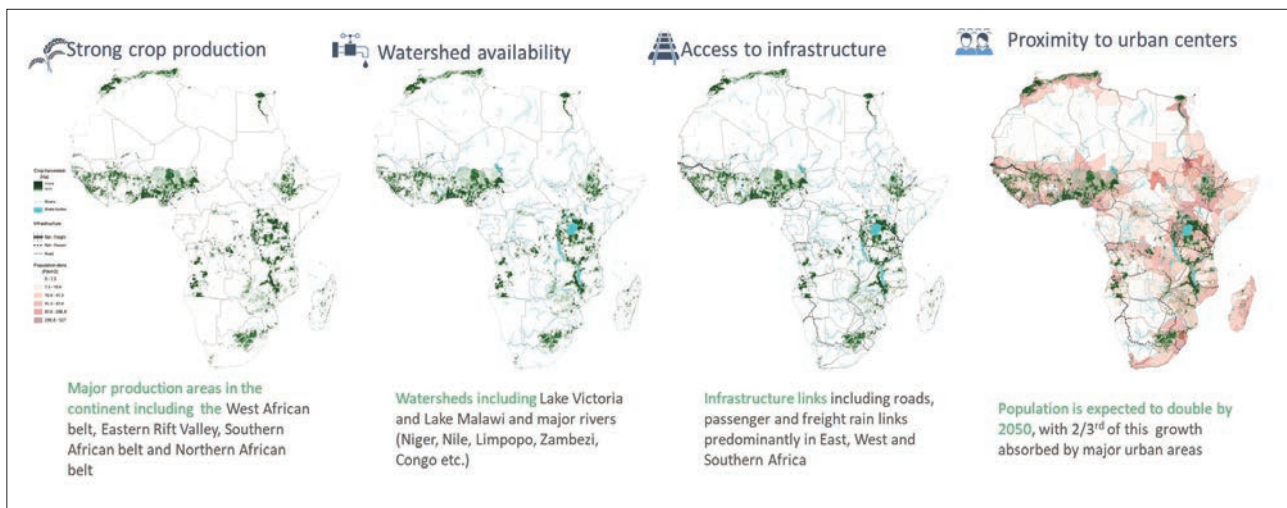 Strong crop production
Watershed availability
Access to infrastructure
Proximity to urban centers
Rivers
Infrastructure
Road
Major production areas in the
continent including the West African
belt, Eastern Rift Valley, Southern
African belt and Northern African
belt
Watersheds including Lake Victoria
and Lake Malawi and major rivers
(Niger, Nile, Limpopo, Zambezi,
Congo etc.)
Infrastructure links including roads,
passenger and freight rain links
predominantly in East, West and
Southern Africa
Population is expected to double by
2050, with 2/3rd of this growth
absorbed by major urban areas